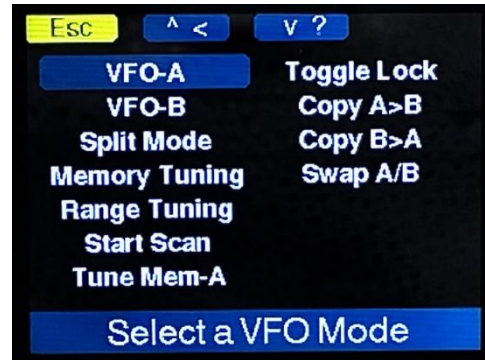 Esc ^ < v ?
VFO-A Toggle Lock
VFO-B Copy A>B
Split Mode Copy B>A
Memory Tuning Swap A/B
Range Tuning
Start Scan
Tune Mem-A
Select a VFO Mode